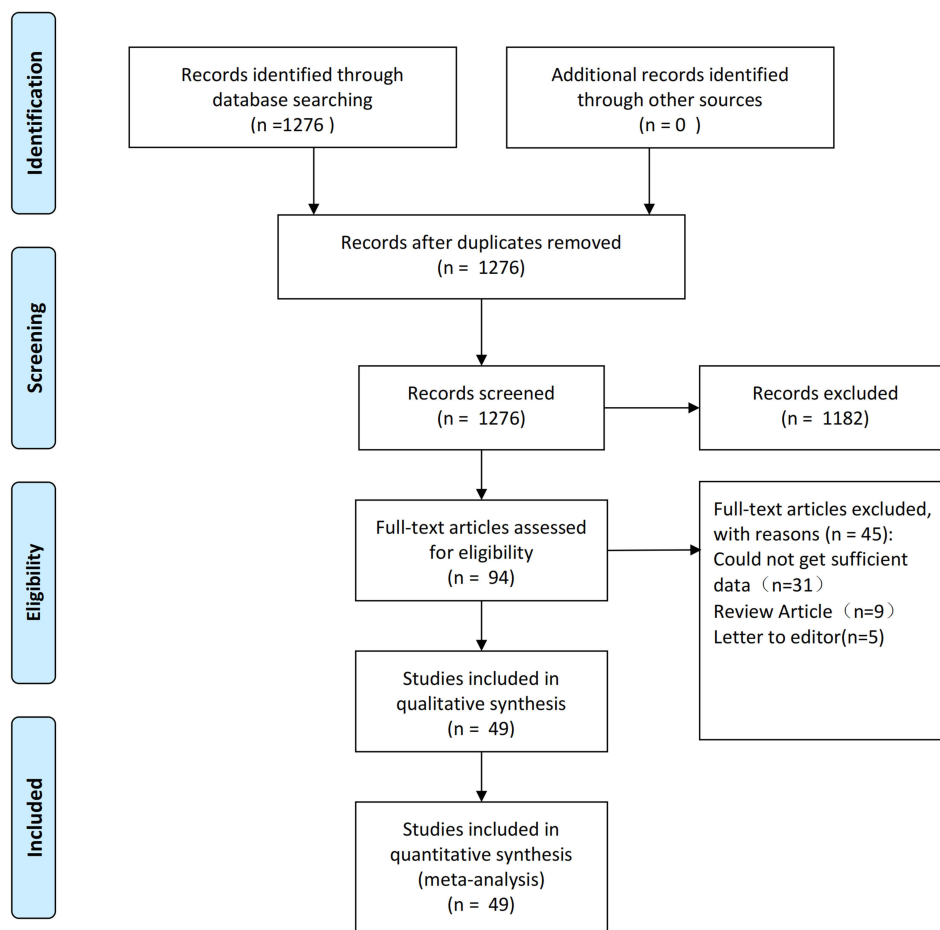 Identification
Records identified through
database searching
(n =1276 )
Additional records identified
through other sources
(n = 0 )
Records after duplicates removed
(n = 1276)
Screening
Records screened
(n = 1276)
Records excluded
(n = 1182)
Eligibility
Full-text articles assessed
for eligibility
(n = 94)
Full-text articles excluded,
with reasons (n = 45):
Could not get sufficient
data（n=31）
Review Article（n=9）
Letter to editor(n=5)
Studies included in
qualitative synthesis
(n = 49)
Included
Studies included in
quantitative synthesis
(meta-analysis)
(n = 49)